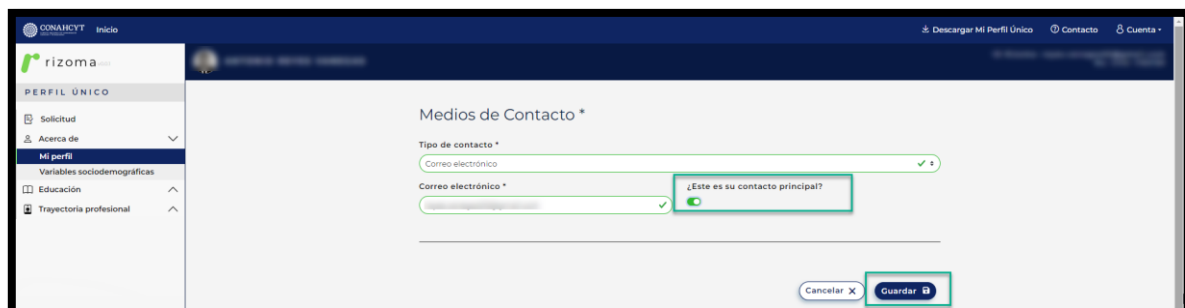 CONAHCYT Inicio
Descargar Mi Perfil Único Contacto Cuenta
rizoma
PERFIL ÚNICO
Solicitud
Acerca de
Mi perfil
Variables sociodemográficas
Educación
Trayectoria profesional
Medios de Contacto *
Tipo de contacto *
Correo electrónico
Correo electrónico *
¿Este es su contacto principal?
Cancelar X
Guardar